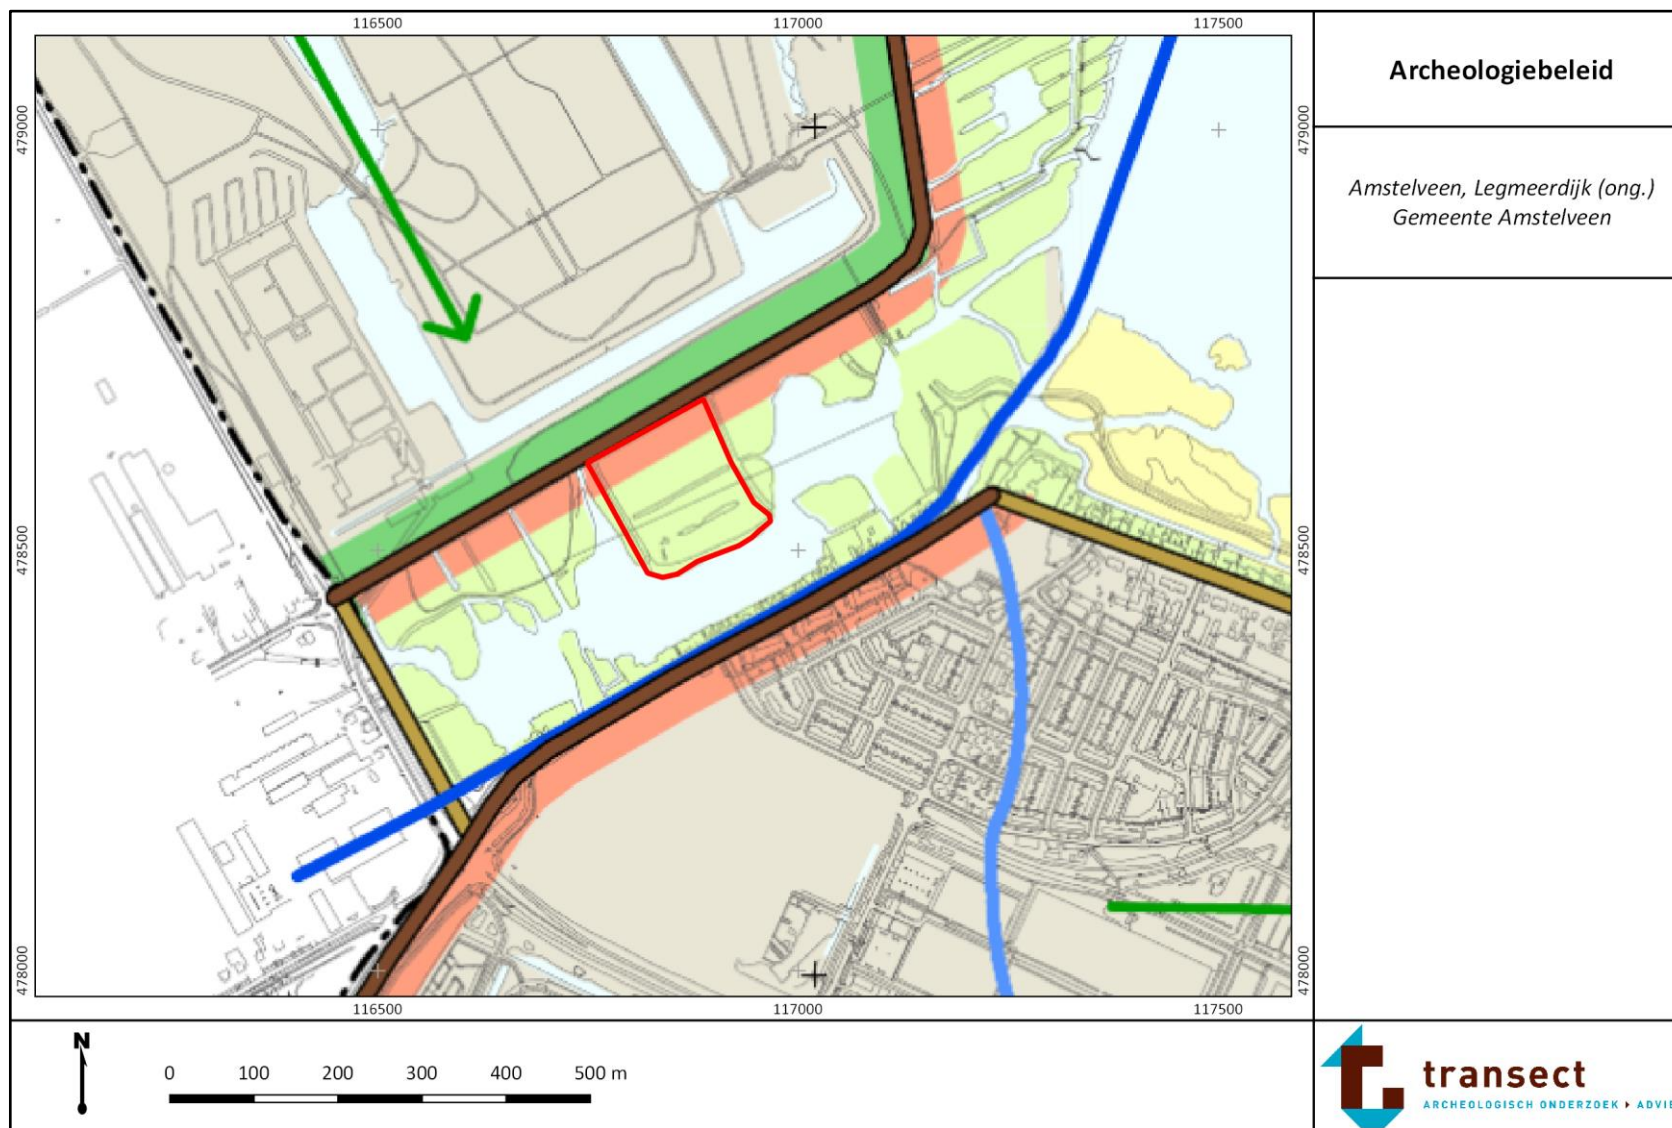 116500
117000
117500
Archeologiebeleid
Amstelveen, Legmeerdijk (ong.)
Gemeente Amstelveen
479000
479000
478500
478500
478000
478000
116500
117000
117500
N
0 100 200 300 400 500 m
transect
ARCHEOLOGISCH ONDERZOEK ADVIE